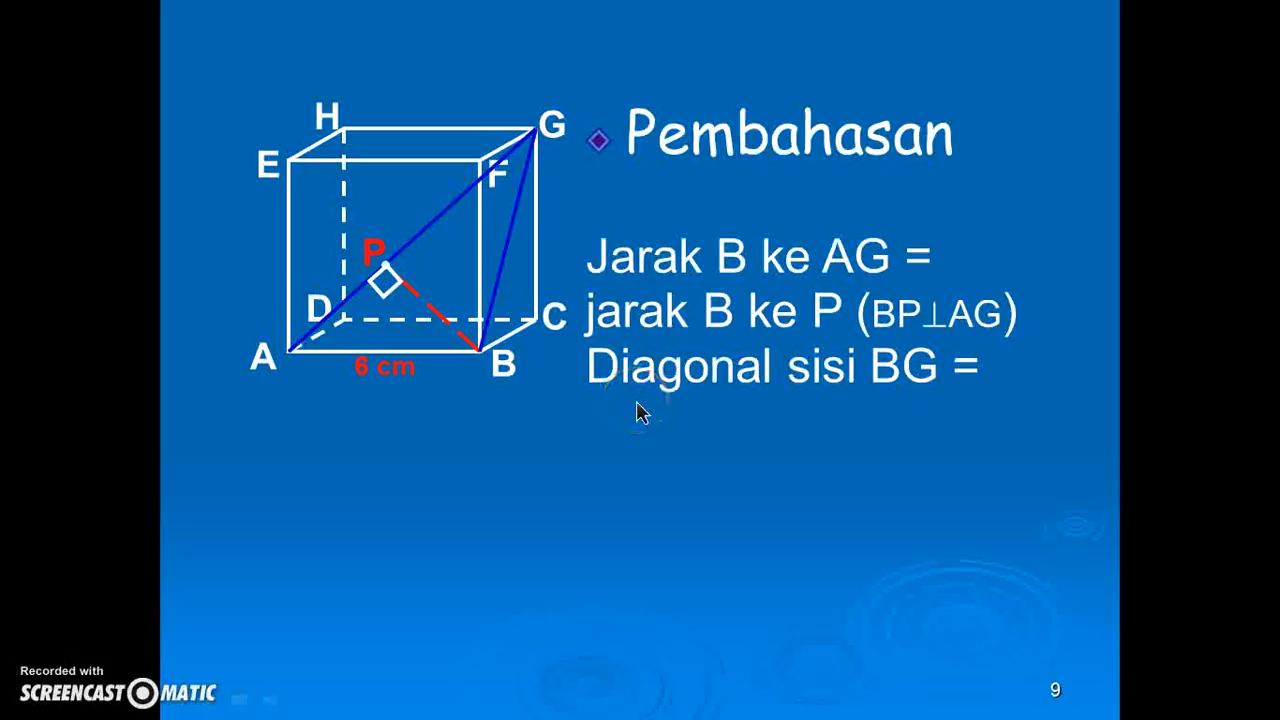 H
G
Pembahasan
E
F
P
Jarak B ke AG =
jarak B ke P (BP⊥AG)
D
C
A
6 cm
B
Diagonal sisi BG =
Recorded with
SCREENCAST MATIC
9